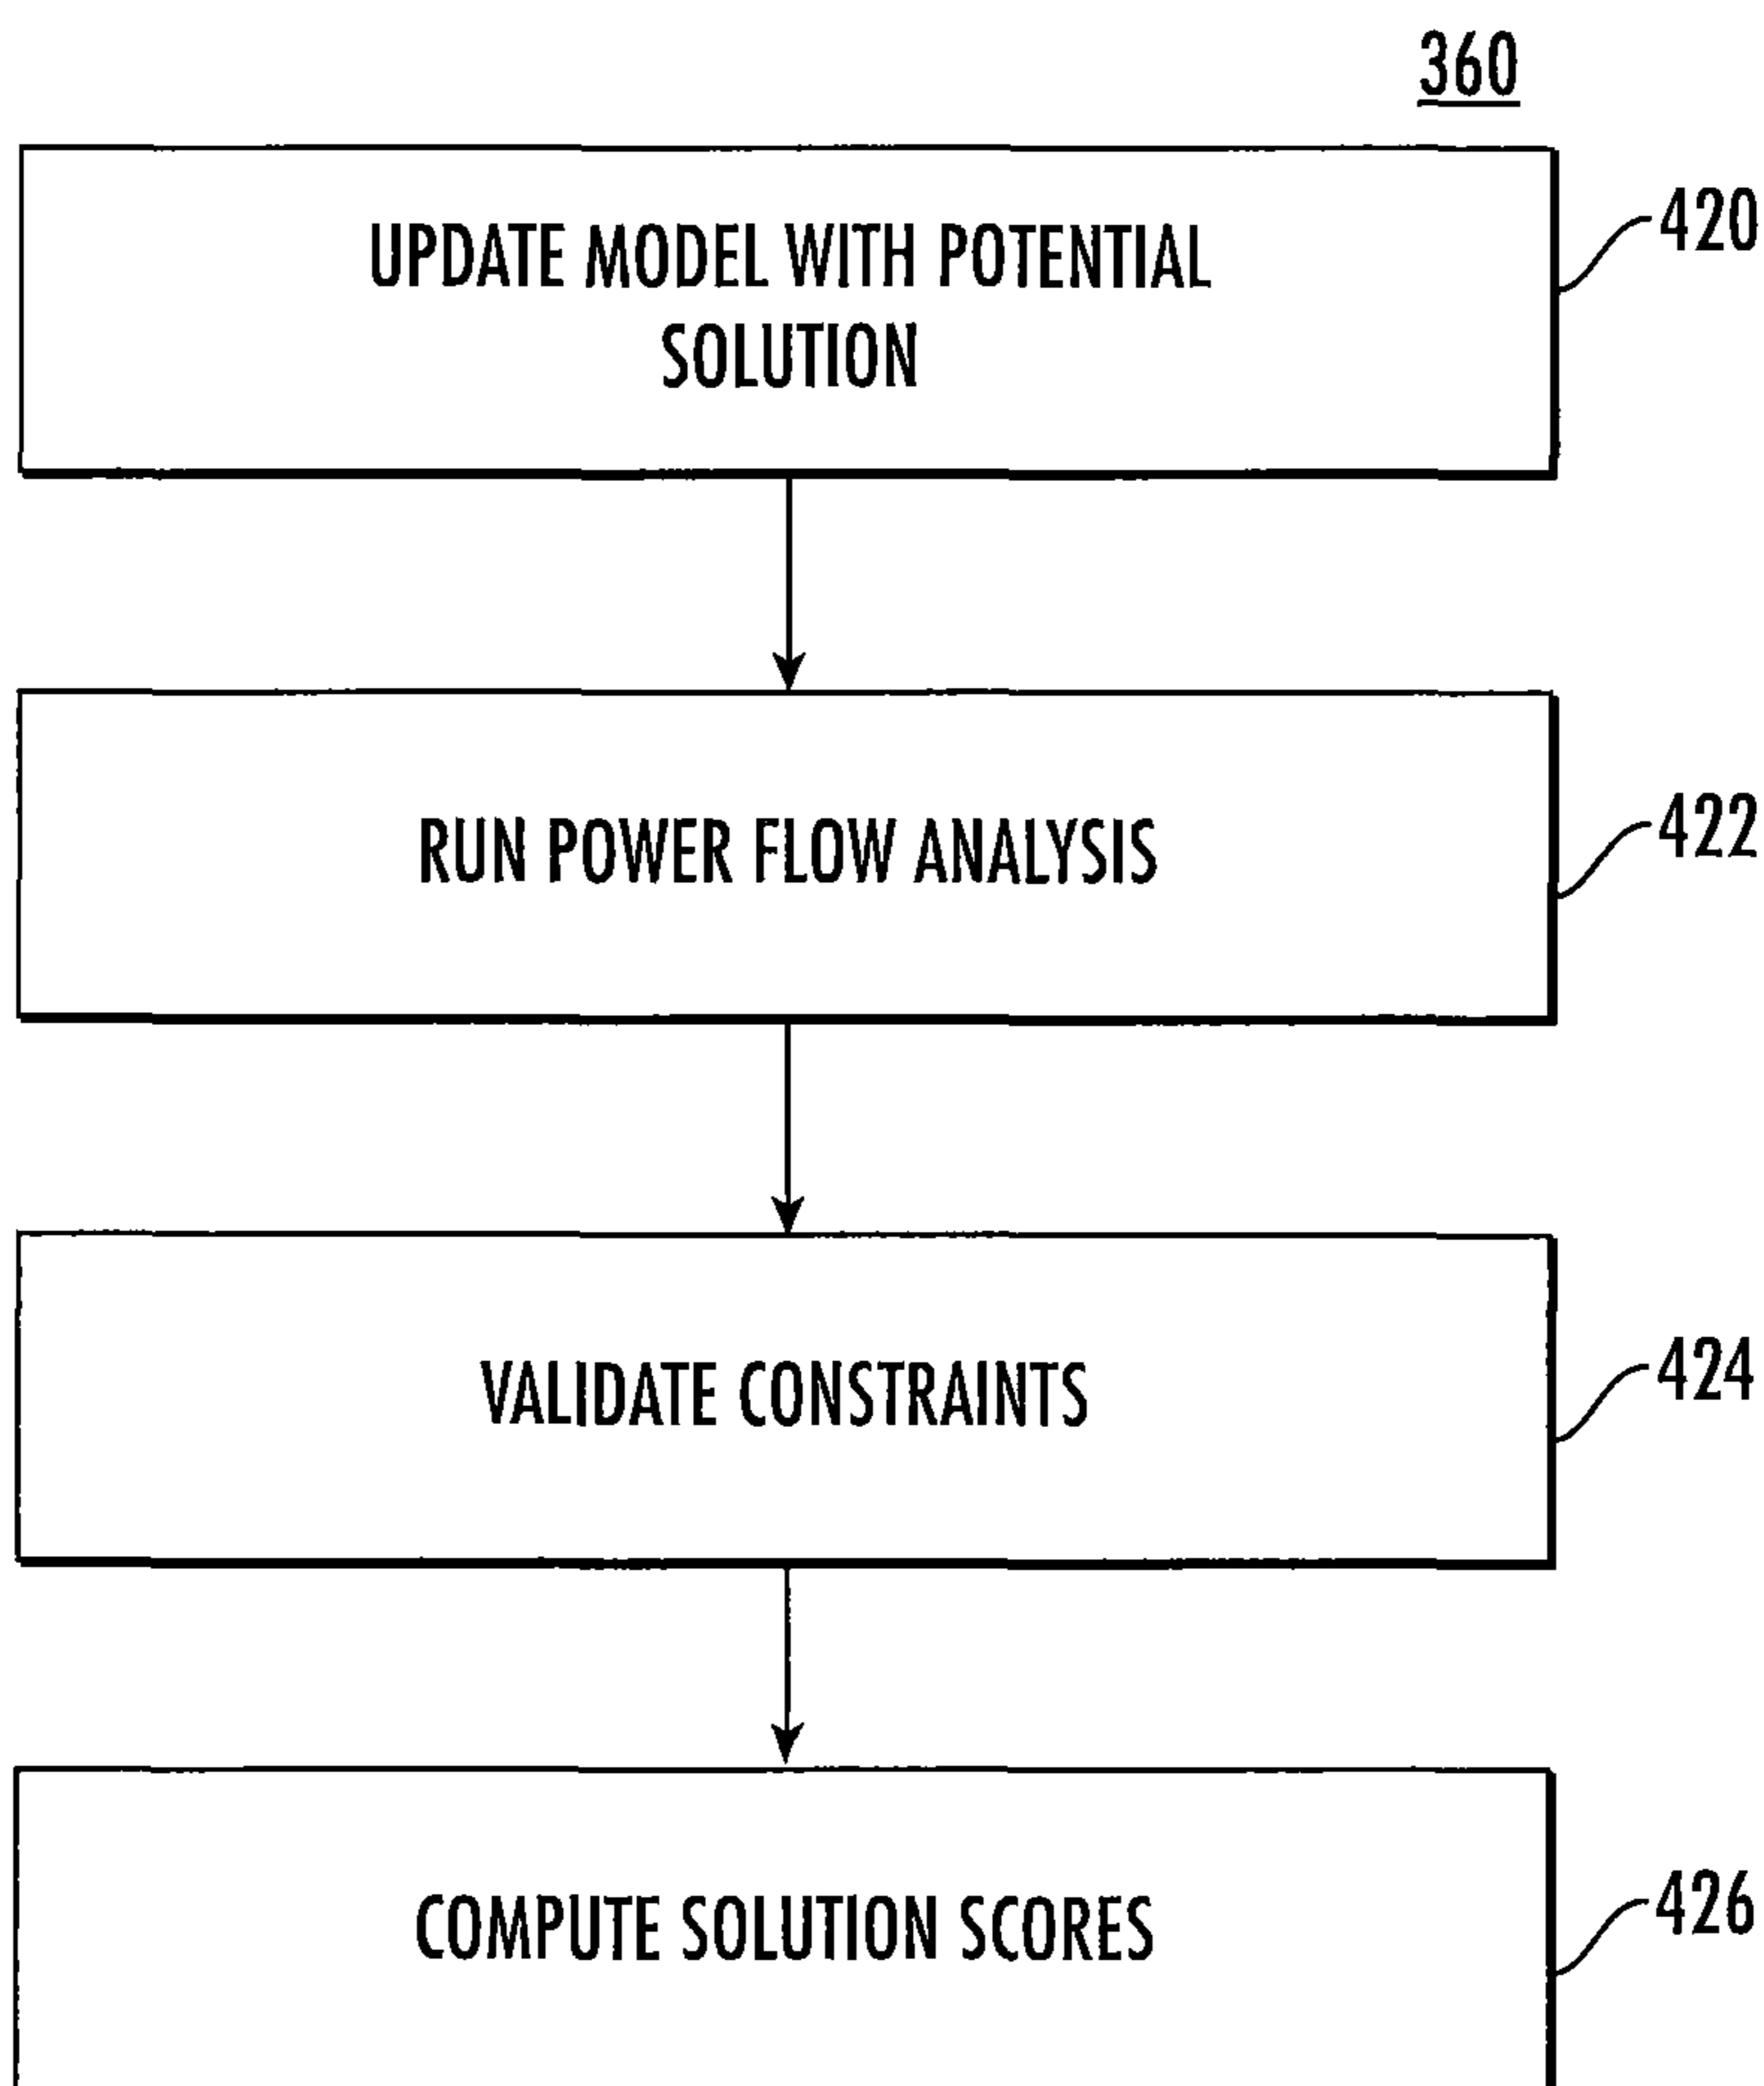 360
UPDATE MODEL WITH POTENTIAL
SOLUTION
420
RUN POWER FLOW ANALYSIS
422
VALIDATE CONSTRAINTS
424
COMPUTE SOLUTION SCORES
426